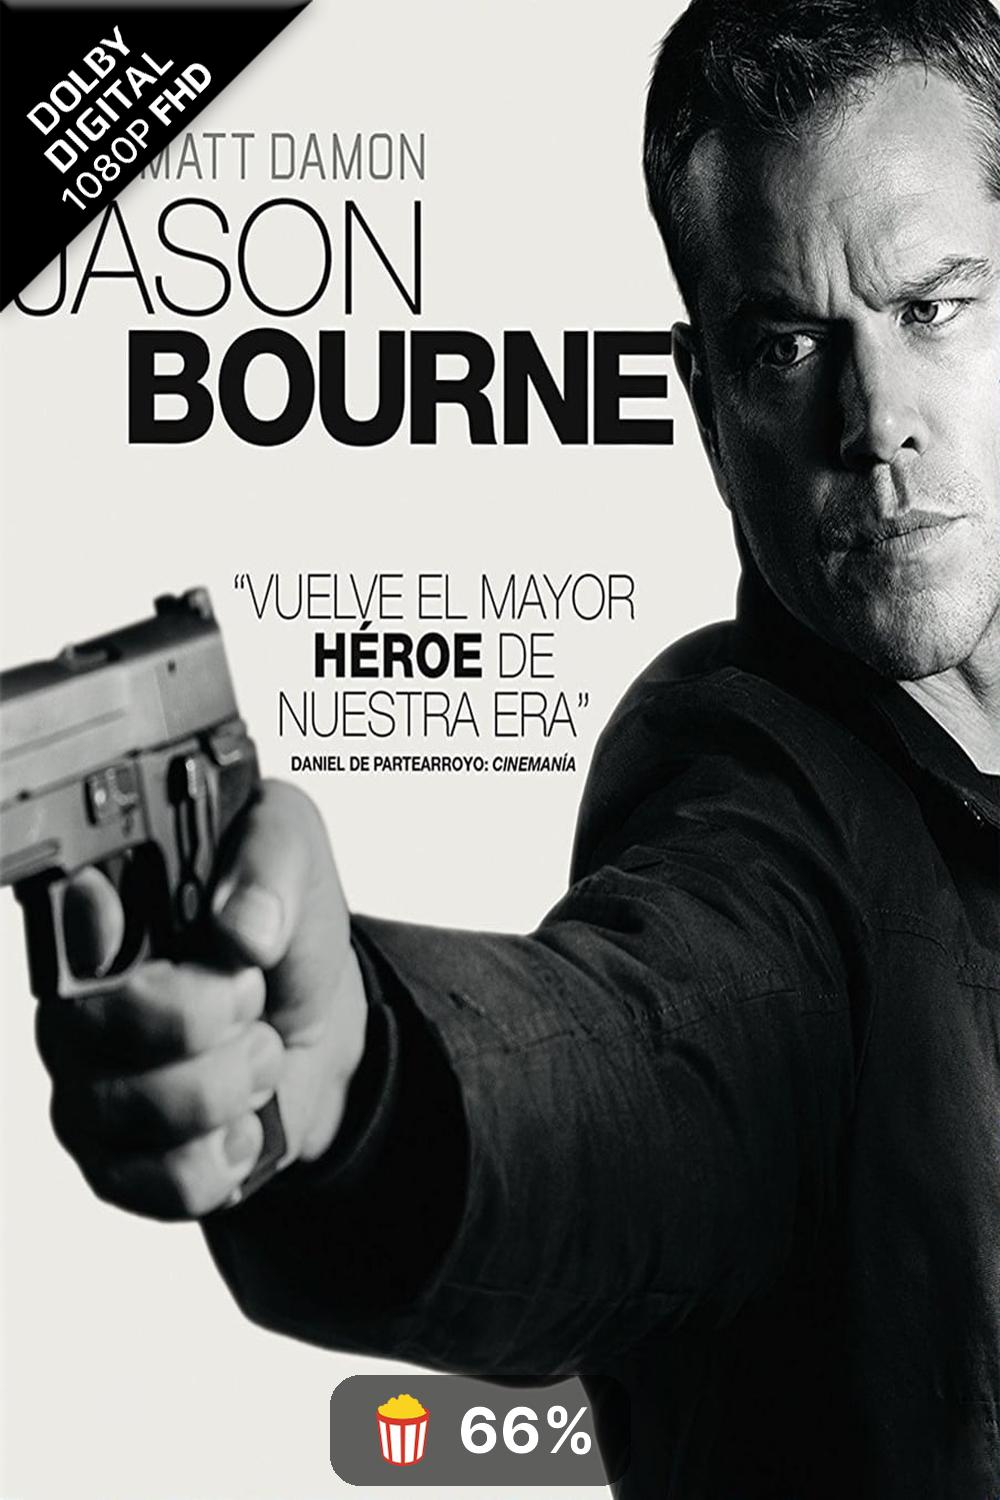 DOLBY
DIGITAL
1080P FHD
MATT DAMON
JASON
BOURNE
“VUELVE EL MAYOR
HÉROE DE
NUESTRA ERA”
DANIEL DE PARTEARROYO: CINEMANÍA
66%